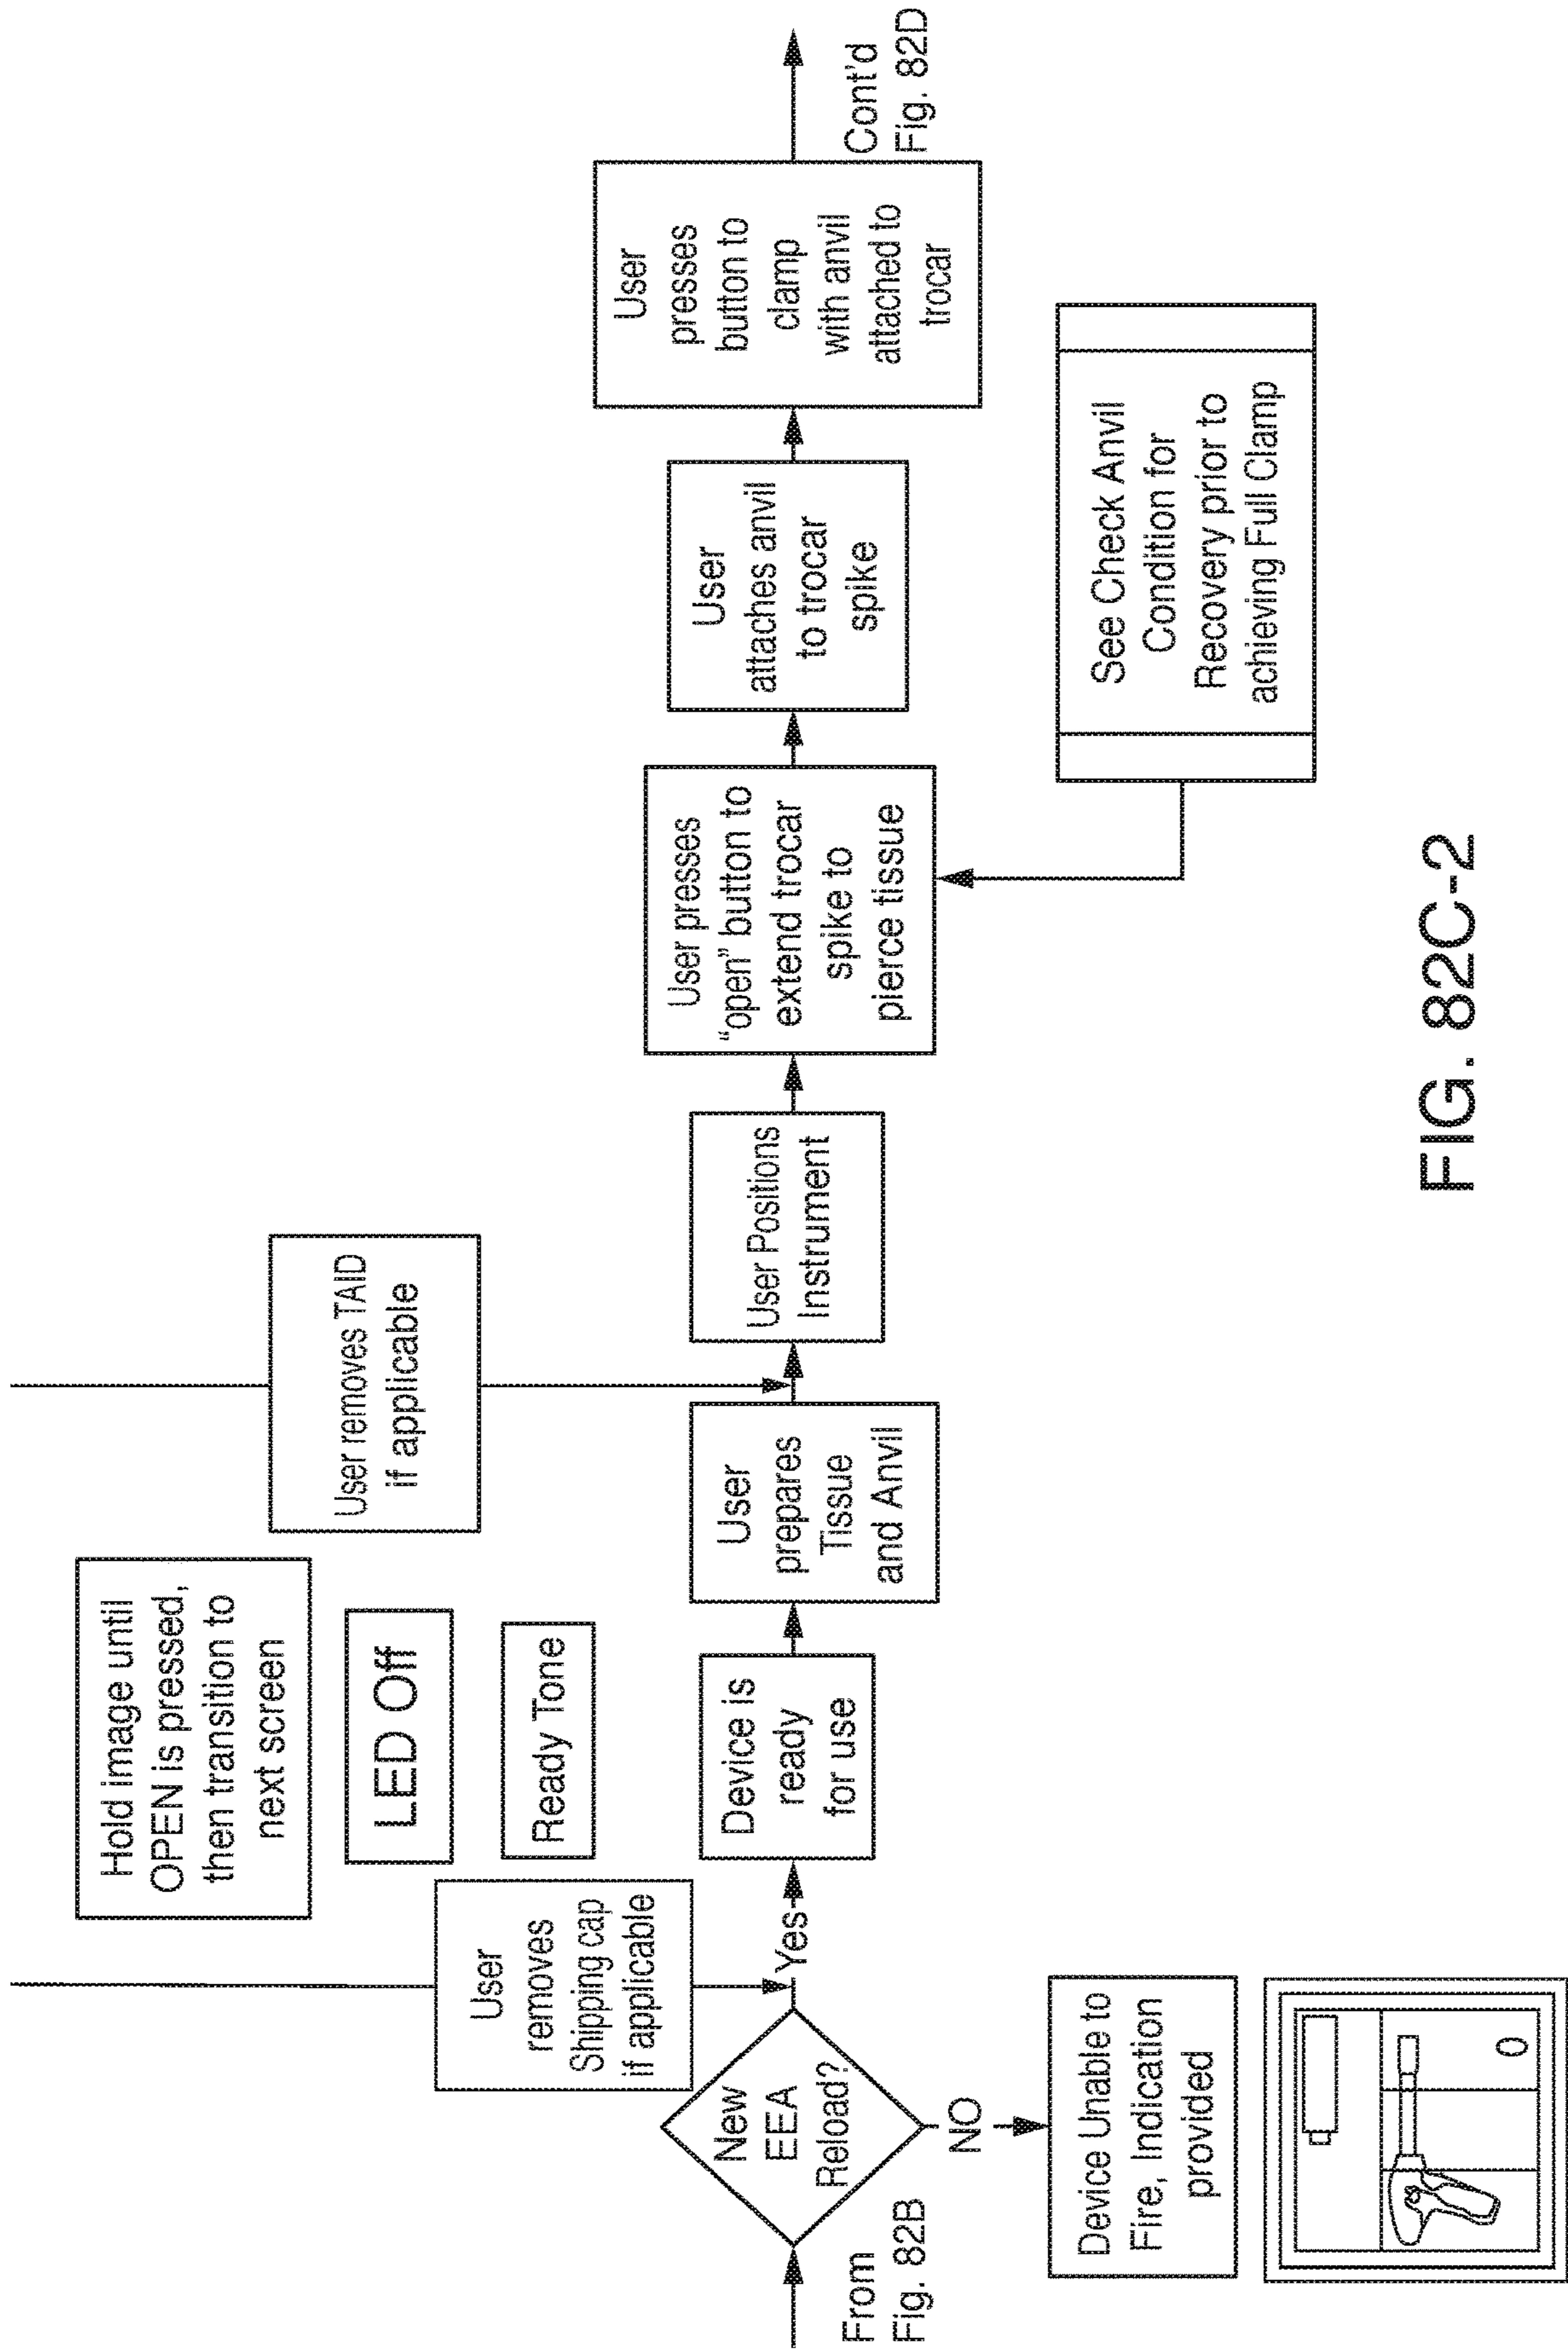 Hold image until
OPEN is pressed,
then transition to
next screen
LED Off
Ready Tone
User removes TAID
if applicable
User
removes
Shipping cap
if applicable
From
Fig. 82B
New
EEA
Reload?
Yes
NO
Device Unable to
Fire, Indication
provided
0
Device is
ready
for use
User
prepares
Tissue
and Anvil
User Positions
Instrument
User presses
“open” button to
extend trocar
spike to
pierce tissue
User
attaches anvil
to trocar
spike
User
presses
button to
clamp
with anvil
attached to
trocar
Cont'd
Fig. 82D
See Check Anvil
Condition for
Recovery prior to
achieving Full Clamp
FIG. 82C-2